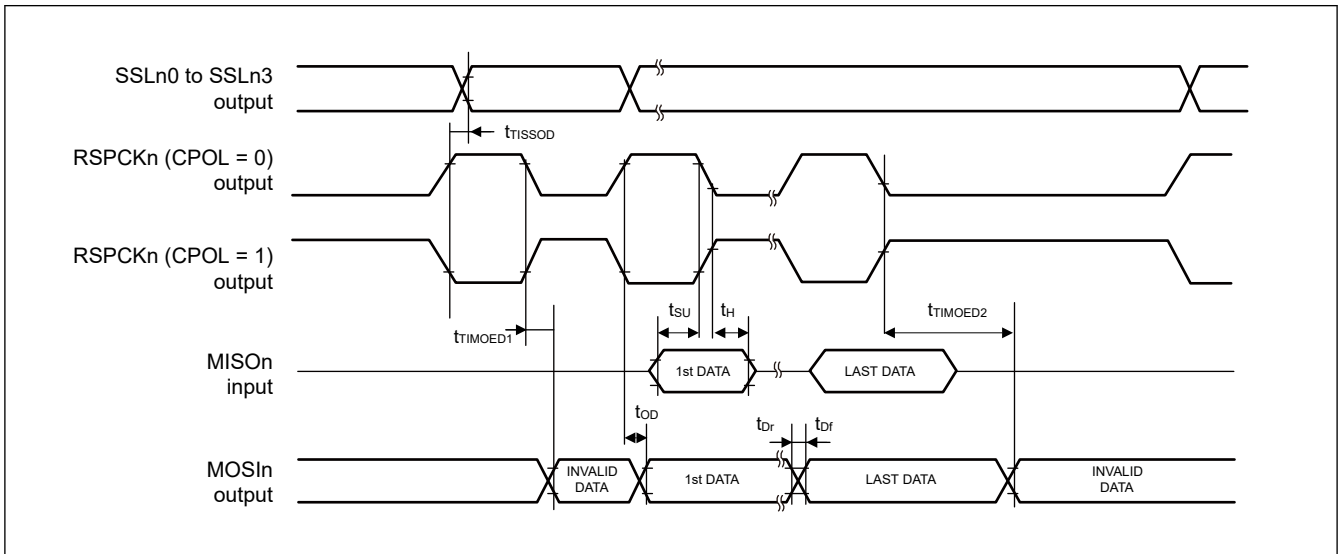 SSLn0 to SSLn3
output
tTISSOD
RSPCKn (CPOL = 0)
output
RSPCKn (CPOL = 1)
output
tSU
tH
tTIMOED2
tTIMOED1
MISOn
input
1st DATA
LAST DATA
tOD
tDr
tDf
MOSIn
output
INVALID
DATA
1st DATA
LAST DATA
INVALID
DATA